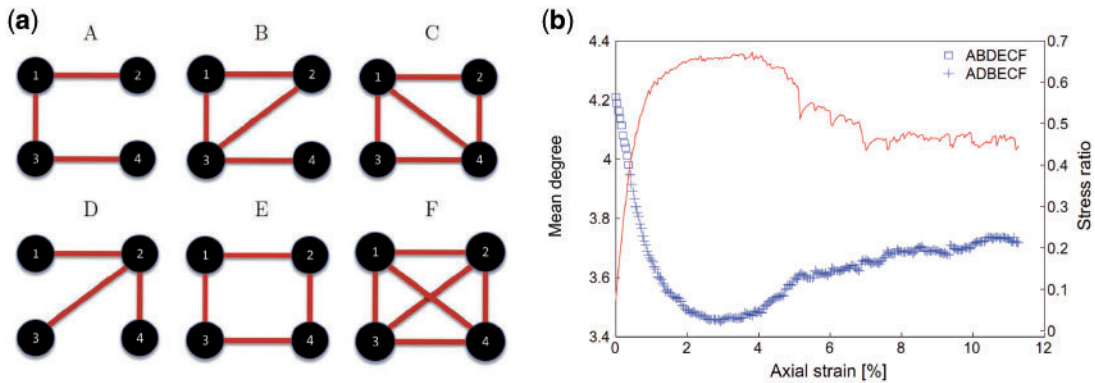 (a)
A B C
1 2 1 2 1 2
3 4 3 4 3 4
D E F
1 2 1 2 1 2
3 4 3 4 3 4
(b)
ABDECF
ADBECF
4.4
4.2
4
3.8
3.6
3.4
Mean degree
0 2 4 6 8 10 12
Axial strain [%]
0.7
0.6
0.5
0.4
0.3
0.2
0.1
0
Stress ratio